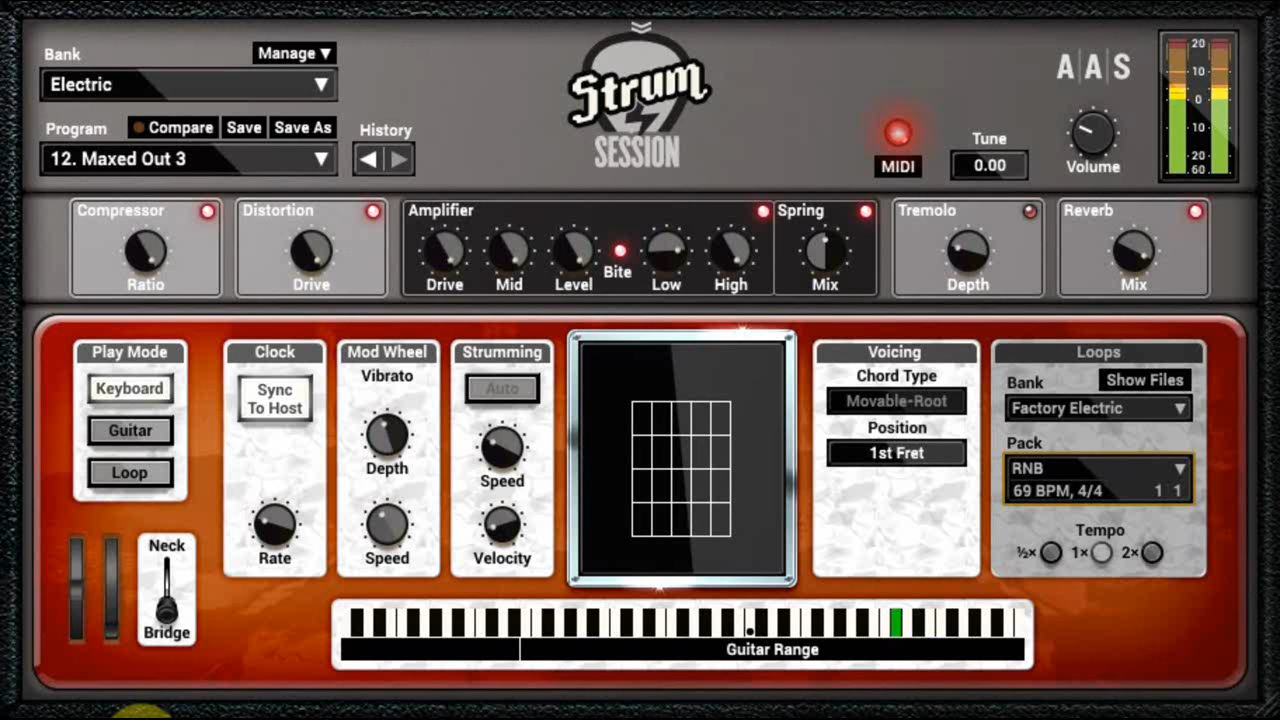 Bank
Manage ▼
Electric
Program
Compare
Save
Save As
12. Maxed Out 3
History
Strum
SESSION
MIDI
Tune
0.00
A|A|S
Volume
20
10
0
10
20
60
Compressor
Ratio
Distortion
Drive
Amplifier
Drive
Mid
Level
Bite
Low
High
Spring
Mix
Tremolo
Depth
Reverb
Mix
Play Mode
Keyboard
Guitar
Loop
Neck
Bridge
Clock
Sync
To Host
Rate
Mod Wheel
Vibrato
Depth
Speed
Strumming
Auto
Speed
Velocity
Voicing
Chord Type
Movable-Root
Position
1st Fret
Loops
Bank
Show Files
Factory Electric
Pack
RNB
69 BPM, 4/4 1 1
Tempo
½× 1× 2×
Guitar Range